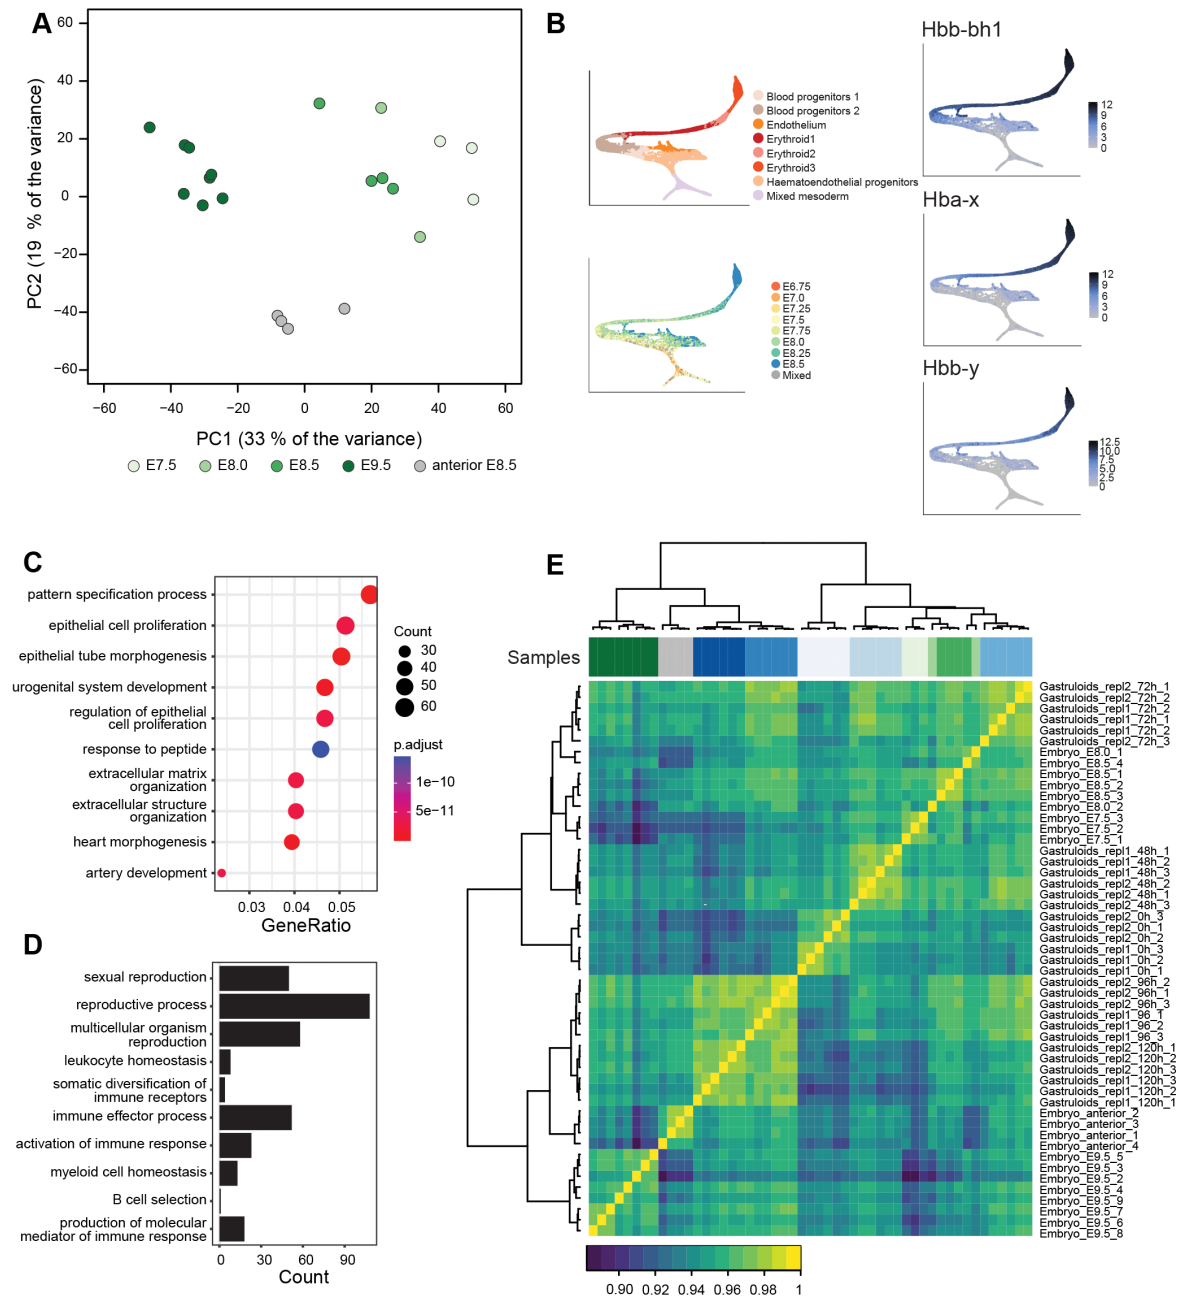 A
60
40
20
0
−20
−40
−60
PC2 (19 % of the variance)
−60
−40
−20
0
20
40
60
PC1 (33 % of the variance)
E7.5
E8.0
E8.5
E9.5
anterior E8.5
B
Blood progenitors 1
Blood progenitors 2
Endothelium
Erythroid1
Erythroid2
Erythroid3
Haematoendothelial progenitors
Mixed mesoderm
E6.75
E7.0
E7.25
E7.5
E7.75
E8.0
E8.25
E8.5
Mixed
Hbb-bh1
12
9
6
3
0
Hba-x
12
9
6
3
0
Hbb-y
12.5
10.0
7.5
5.0
2.5
0
C
pattern specification process
epithelial cell proliferation
epithelial tube morphogenesis
urogenital system development
regulation of epithelial
cell proliferation
response to peptide
extracellular matrix
organization
extracellular structure
organization
heart morphogenesis
artery development
0.03
0.04
0.05
GeneRatio
Count
30
40
50
60
p.adjust
1e−10
5e−11
D
sexual reproduction
reproductive process
multicellular organism
reproduction
leukocyte homeostasis
somatic diversification of
immune receptors
immune effector process
activation of immune response
myeloid cell homeostasis
B cell selection
production of molecular
mediator of immune response
0
30
60
90
Count
E
Samples
Gastruloids_repl2_72h_1
Gastruloids_repl2_72h_2
Gastruloids_repl1_72h_2
Gastruloids_repl1_72h_1
Gastruloids_repl1_72h_2
Gastruloids_repl2_72h_3
Embryo_E8.0_1
Embryo_E8.5_4
Embryo_E8.5_1
Embryo_E8.5_2
Embryo_E8.5_3
Embryo_E8.0_2
Embryo_E7.5_3
Embryo_E7.5_2
Embryo_E7.5_1
Gastruloids_repl1_48h_1
Gastruloids_repl1_48h_2
Gastruloids_repl1_48h_3
Gastruloids_repl2_48h_2
Gastruloids_repl2_48h_1
Gastruloids_repl2_48h_3
Gastruloids_repl2_0h_3
Gastruloids_repl2_0h_1
Gastruloids_repl2_0h_2
Gastruloids_repl1_0h_3
Gastruloids_repl1_0h_2
Gastruloids_repl1_0h_1
Gastruloids_repl2_96h_2
Gastruloids_repl2_96h_1
Gastruloids_repl2_96h_3
Gastruloids_repl1_96_1
Gastruloids_repl1_96_2
Gastruloids_repl1_96_3
Gastruloids_repl2_120h_1
Gastruloids_repl2_120h_2
Gastruloids_repl2_120h_3
Gastruloids_repl1_120h_3
Gastruloids_repl1_120h_2
Gastruloids_repl1_120h_1
Embryo_anterior_2
Embryo_anterior_3
Embryo_anterior_1
Embryo_anterior_4
Embryo_E9.5_5
Embryo_E9.5_3
Embryo_E9.5_2
Embryo_E9.5_4
Embryo_E9.5_9
Embryo_E9.5_7
Embryo_E9.5_6
Embryo_E9.5_8
0.90
0.92
0.94
0.96
0.98
1